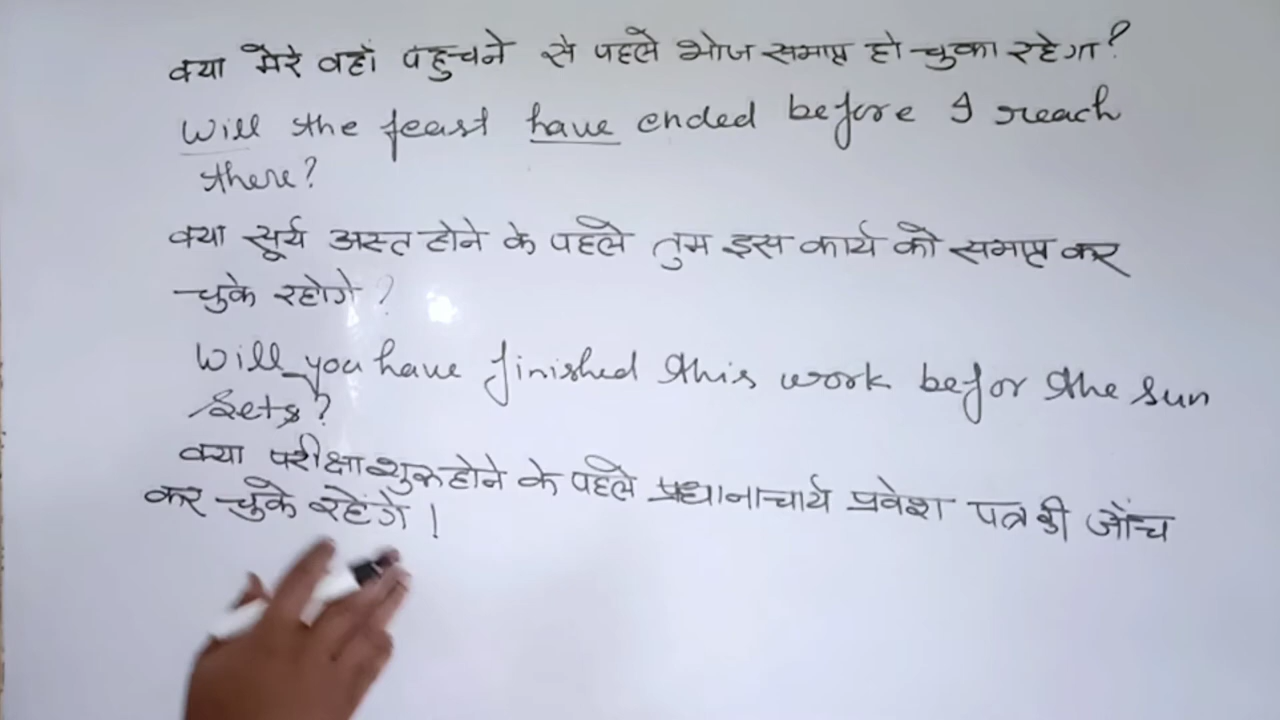 क्या मेरे वहाँ पहुचने से पहले भोज समाप्त हो चुका रहेगा?
Will the feast have ended before I reach
there?
क्या सूर्य अस्त होने के पहले तुम इस कार्य को समाप्त कर
चुके रहोगे?
Will you have finished this work befor the sun
Sets?
क्या परीक्षा शुरू होने के पहले प्रधानाचार्य प्रवेश पत्र की जाँच
कर चुके रहेंगे।